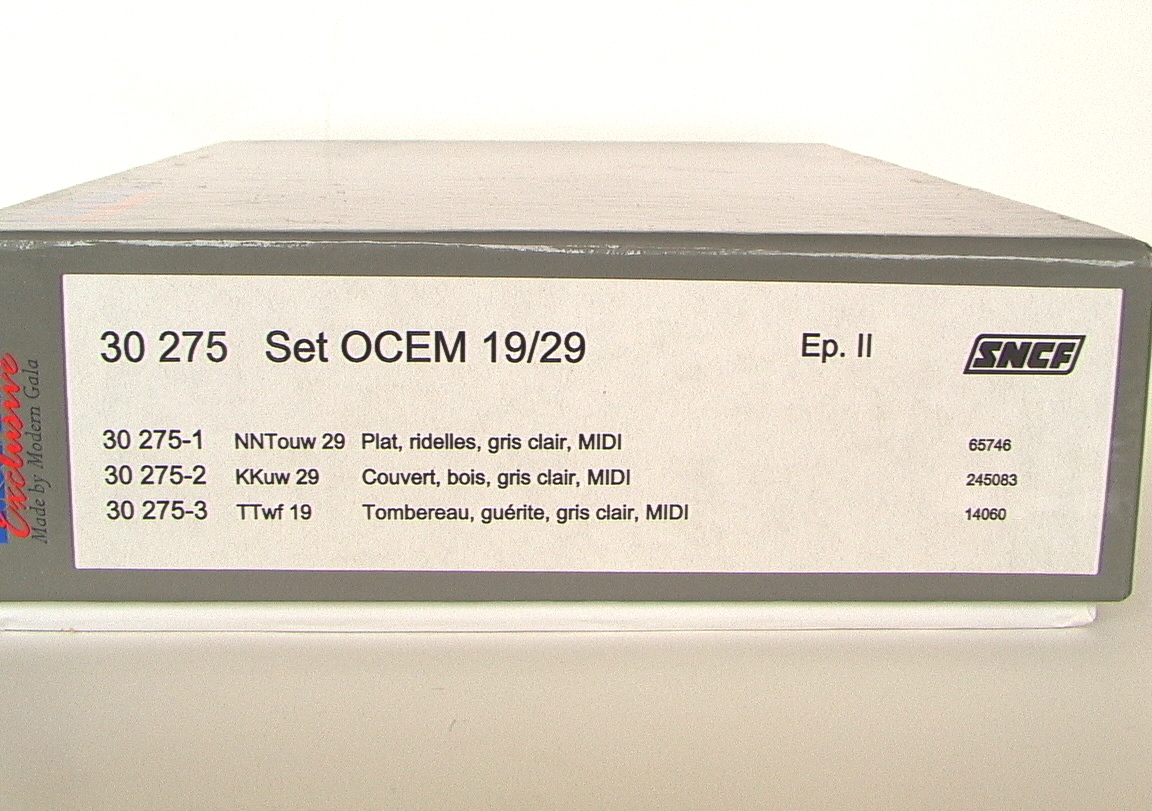 30 275 Set OCEM 19/29 Ep. II SNCF
30 275-1 NNTouw 29 Plat, ridelles, gris clair, MIDI 65746
30 275-2 KKuw 29 Couvert, bois, gris clair, MIDI 245083
30 275-3 TTwf 19 Tombereau, guérite, gris clair, MIDI 14060
Exclusive
Made by Modern Gala